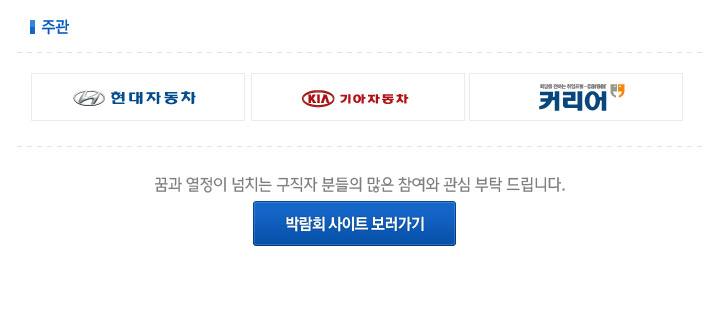 주관
현대자동차
KIA 기아자동차
커리어
꿈과 열정이 넘치는 구직자 분들의 많은 참여와 관심 부탁 드립니다.
박람회 사이트 보러가기